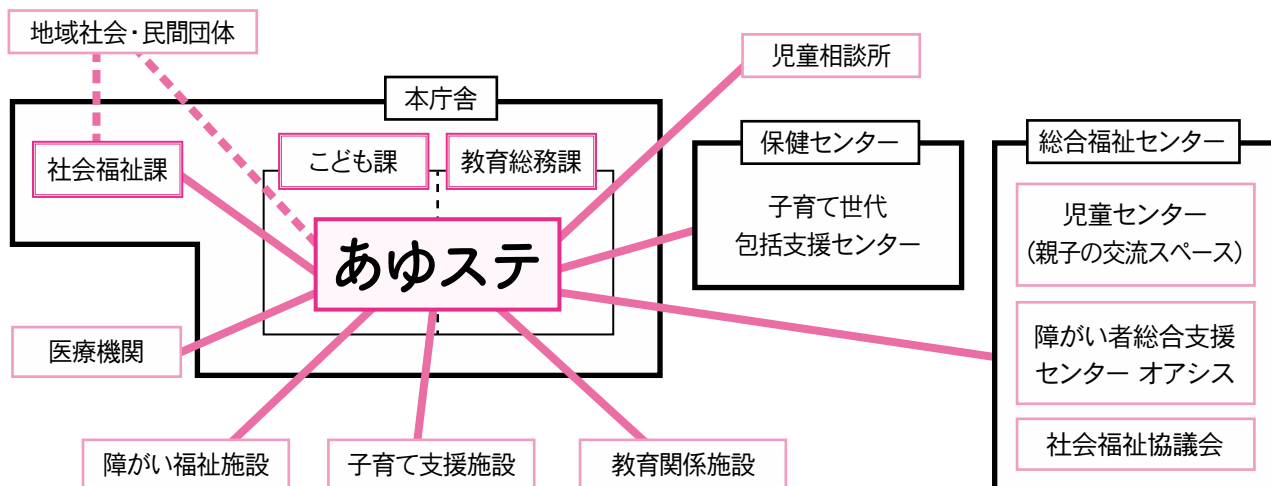 地域社会・民間団体
児童相談所
本庁舎
保健センター
総合福祉センター
社会福祉課
こども課
教育総務課
子育て世代
包括支援センター
児童センター
(親子の交流スペース)
あゆステ
医療機関
障がい者総合支援
センター オアシス
障がい福祉施設
子育て支援施設
教育関係施設
社会福祉協議会